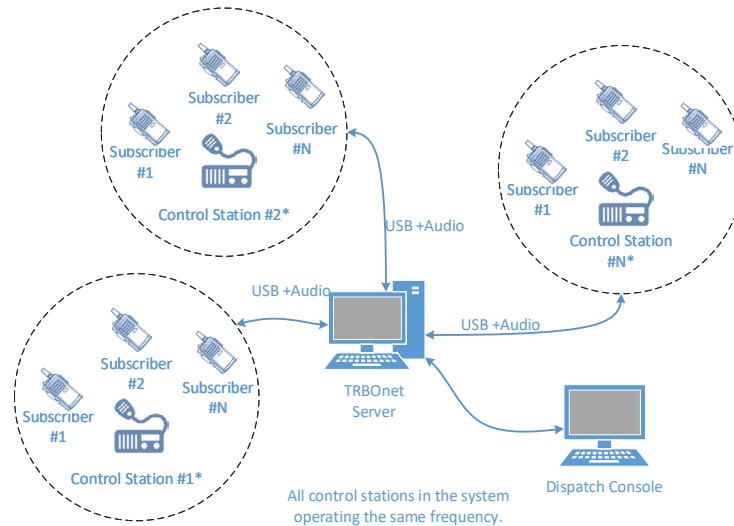 Subscriber
#2
Subscriber
#N
Subscriber
#1
Control Station #2*
Subscriber
#2
Subscriber
#N
Subscriber
#1
Control Station
#N*
USB +Audio
USB +Audio
USB +Audio
Subscriber
#2
Subscriber
#N
Subscriber
#1
Control Station #1*
TRBOnet
Server
Dispatch Console
All control stations in the system
operating the same frequency.